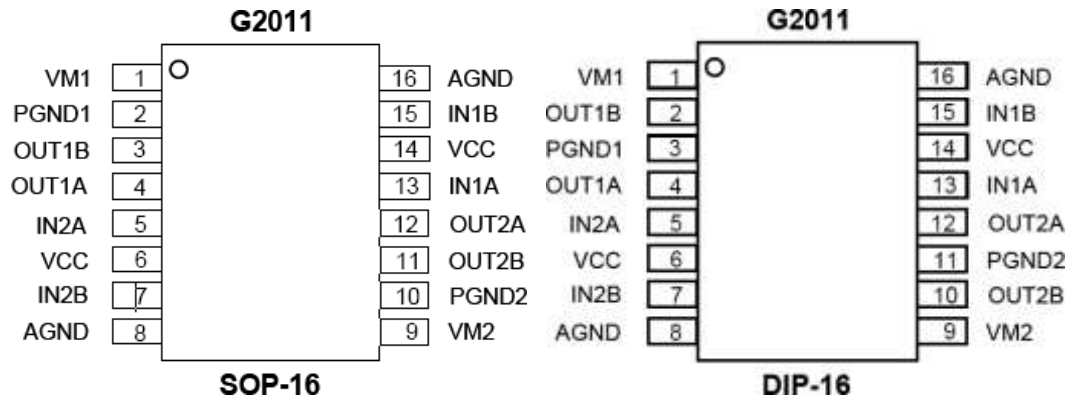 G2011
VM1 1 16 AGND
PGND1 2 15 IN1B
OUT1B 3 14 VCC
OUT1A 4 13 IN1A
IN2A 5 12 OUT2A
VCC 6 11 OUT2B
IN2B 7 10 PGND2
AGND 8 9 VM2
SOP-16
G2011
VM1 1 16 AGND
OUT1B 2 15 IN1B
PGND1 3 14 VCC
OUT1A 4 13 IN1A
IN2A 5 12 OUT2A
VCC 6 11 PGND2
IN2B 7 10 OUT2B
AGND 8 9 VM2
DIP-16